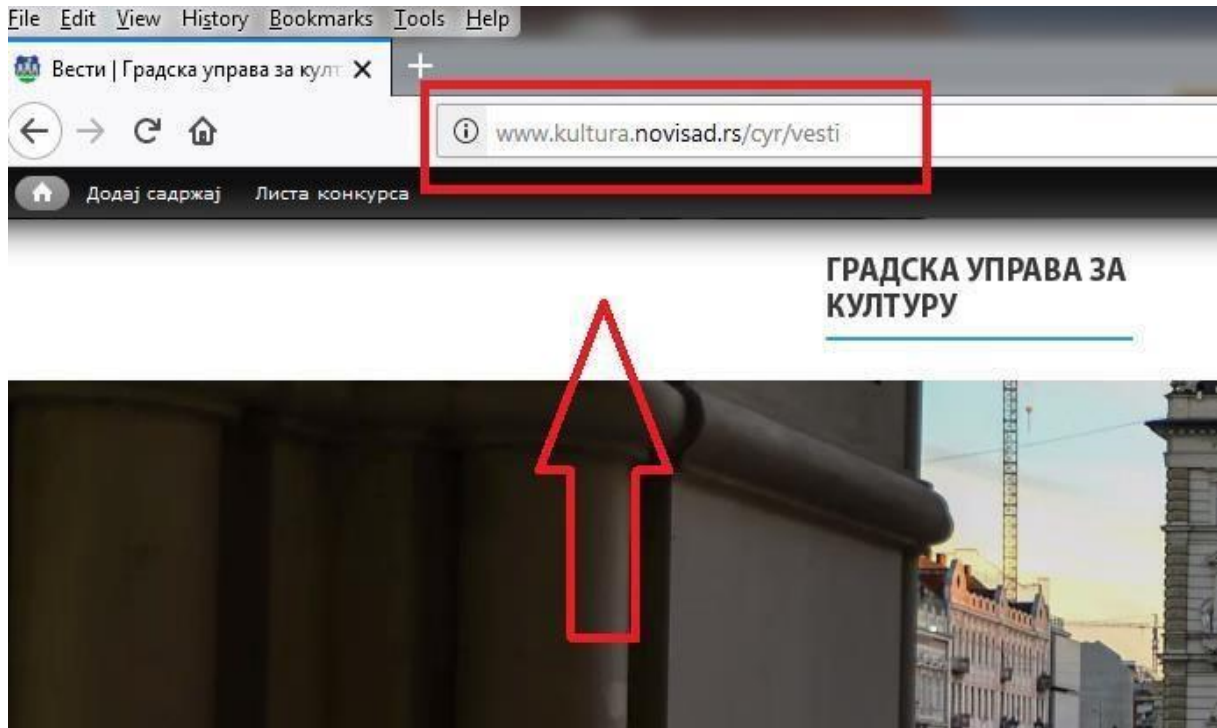 File Edit View History Bookmarks Tools Help
Вести | Градска управа за култ
www.kultura.novisad.rs/cyr/vesti
Додај садржај Листа конкурса
ГРАДСКА УПРАВА ЗА
КУЛТУРУ